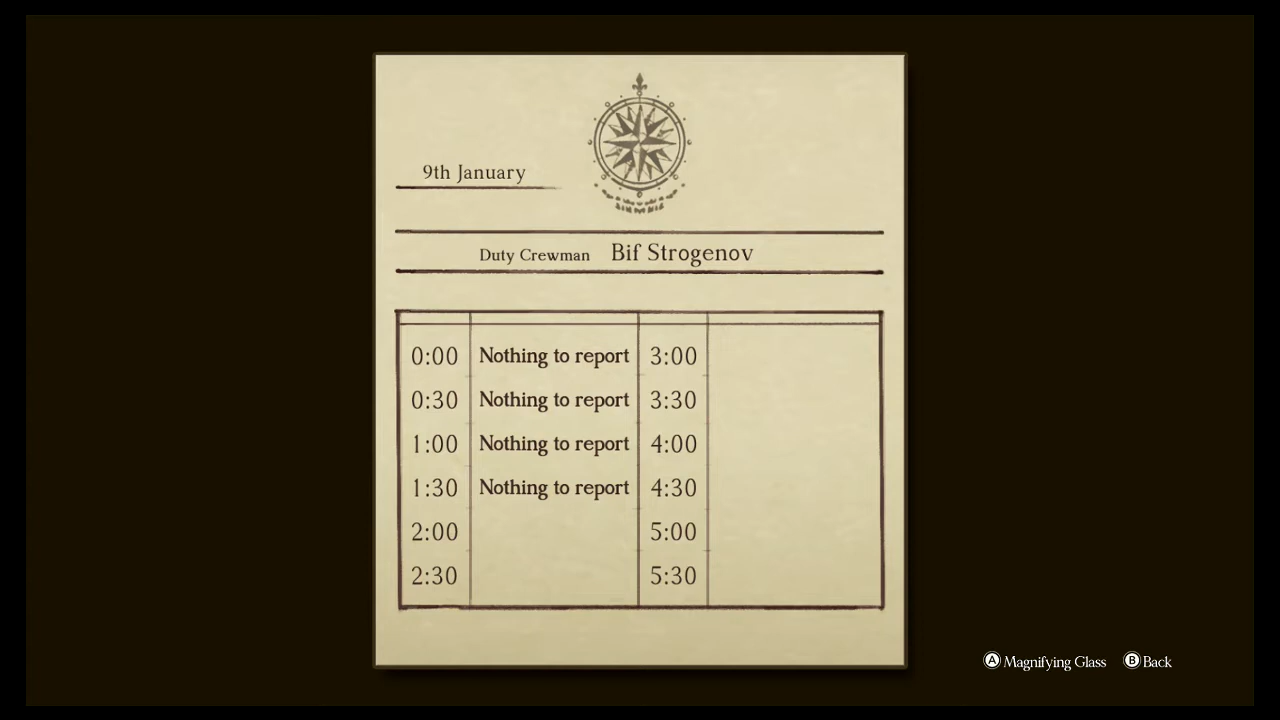 9th January
Duty Crewman Bif Strogenov
0:00 Nothing to report 3:00
0:30 Nothing to report 3:30
1:00 Nothing to report 4:00
1:30 Nothing to report 4:30
2:00 5:00
2:30 5:30
A Magnifying Glass B Back